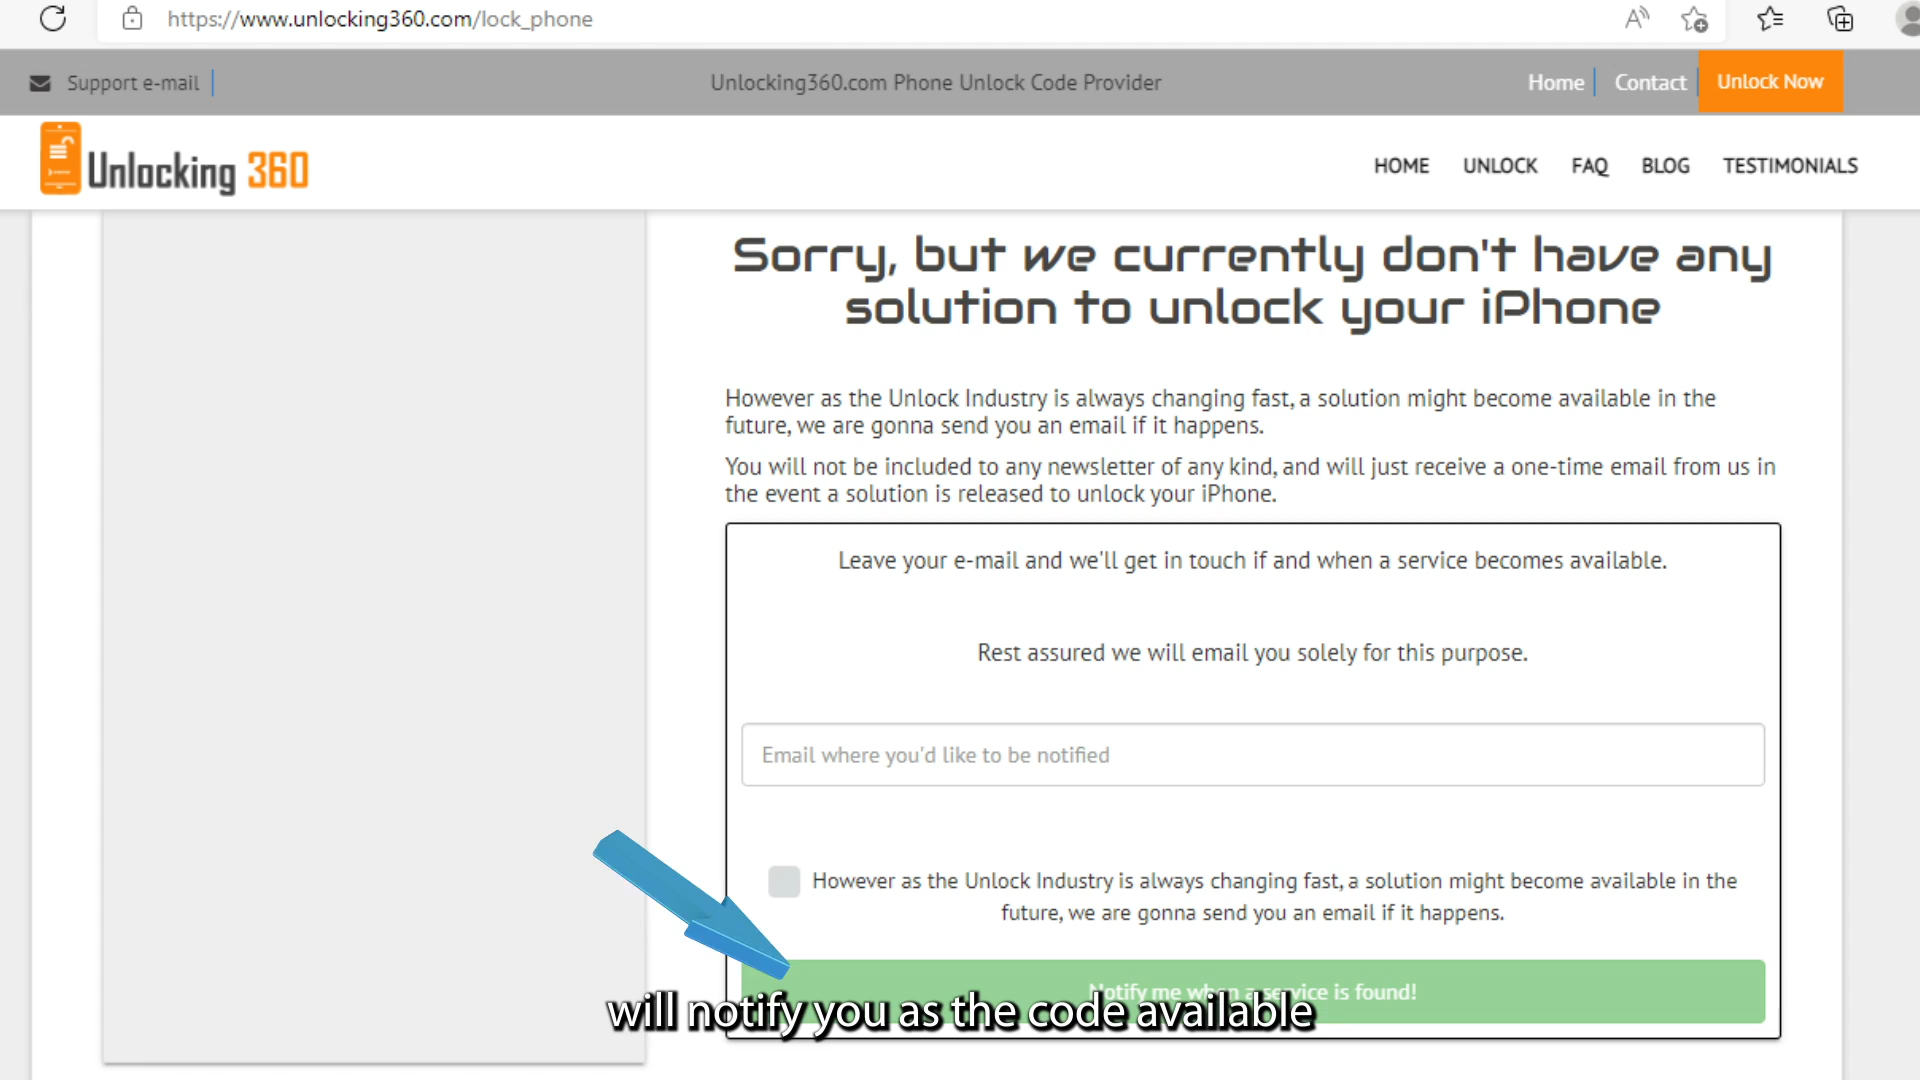 https://www.unlocking360.com/lock_phone
Support e-mail
Unlocking360.com Phone Unlock Code Provider
Home
Contact
Unlock Now
Unlocking 360
HOME
UNLOCK
FAQ
BLOG
TESTIMONIALS
Sorry, but we currently don't have any
solution to unlock your iPhone
However as the Unlock Industry is always changing fast, a solution might become available in the
future, we are gonna send you an email if it happens.
You will not be included to any newsletter of any kind, and will just receive a one-time email from us in
the event a solution is released to unlock your iPhone.
Leave your e-mail and we'll get in touch if and when a service becomes available.
Rest assured we will email you solely for this purpose.
Email where you'd like to be notified
However as the Unlock Industry is always changing fast, a solution might become available in the
future, we are gonna send you an email if it happens.
Notify me when a service is found!
will notify you as the code available